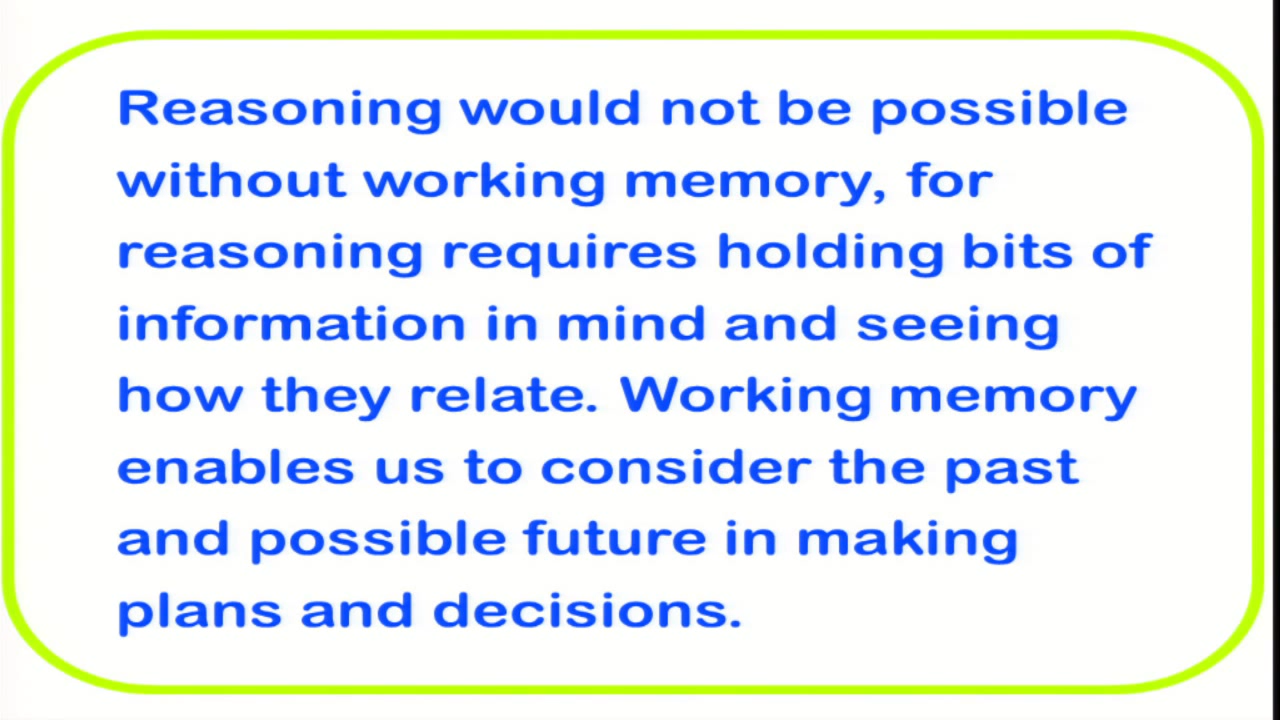 Reasoning would not be possible
without working memory, for
reasoning requires holding bits of
information in mind and seeing
how they relate. Working memory
enables us to consider the past
and possible future in making
plans and decisions.